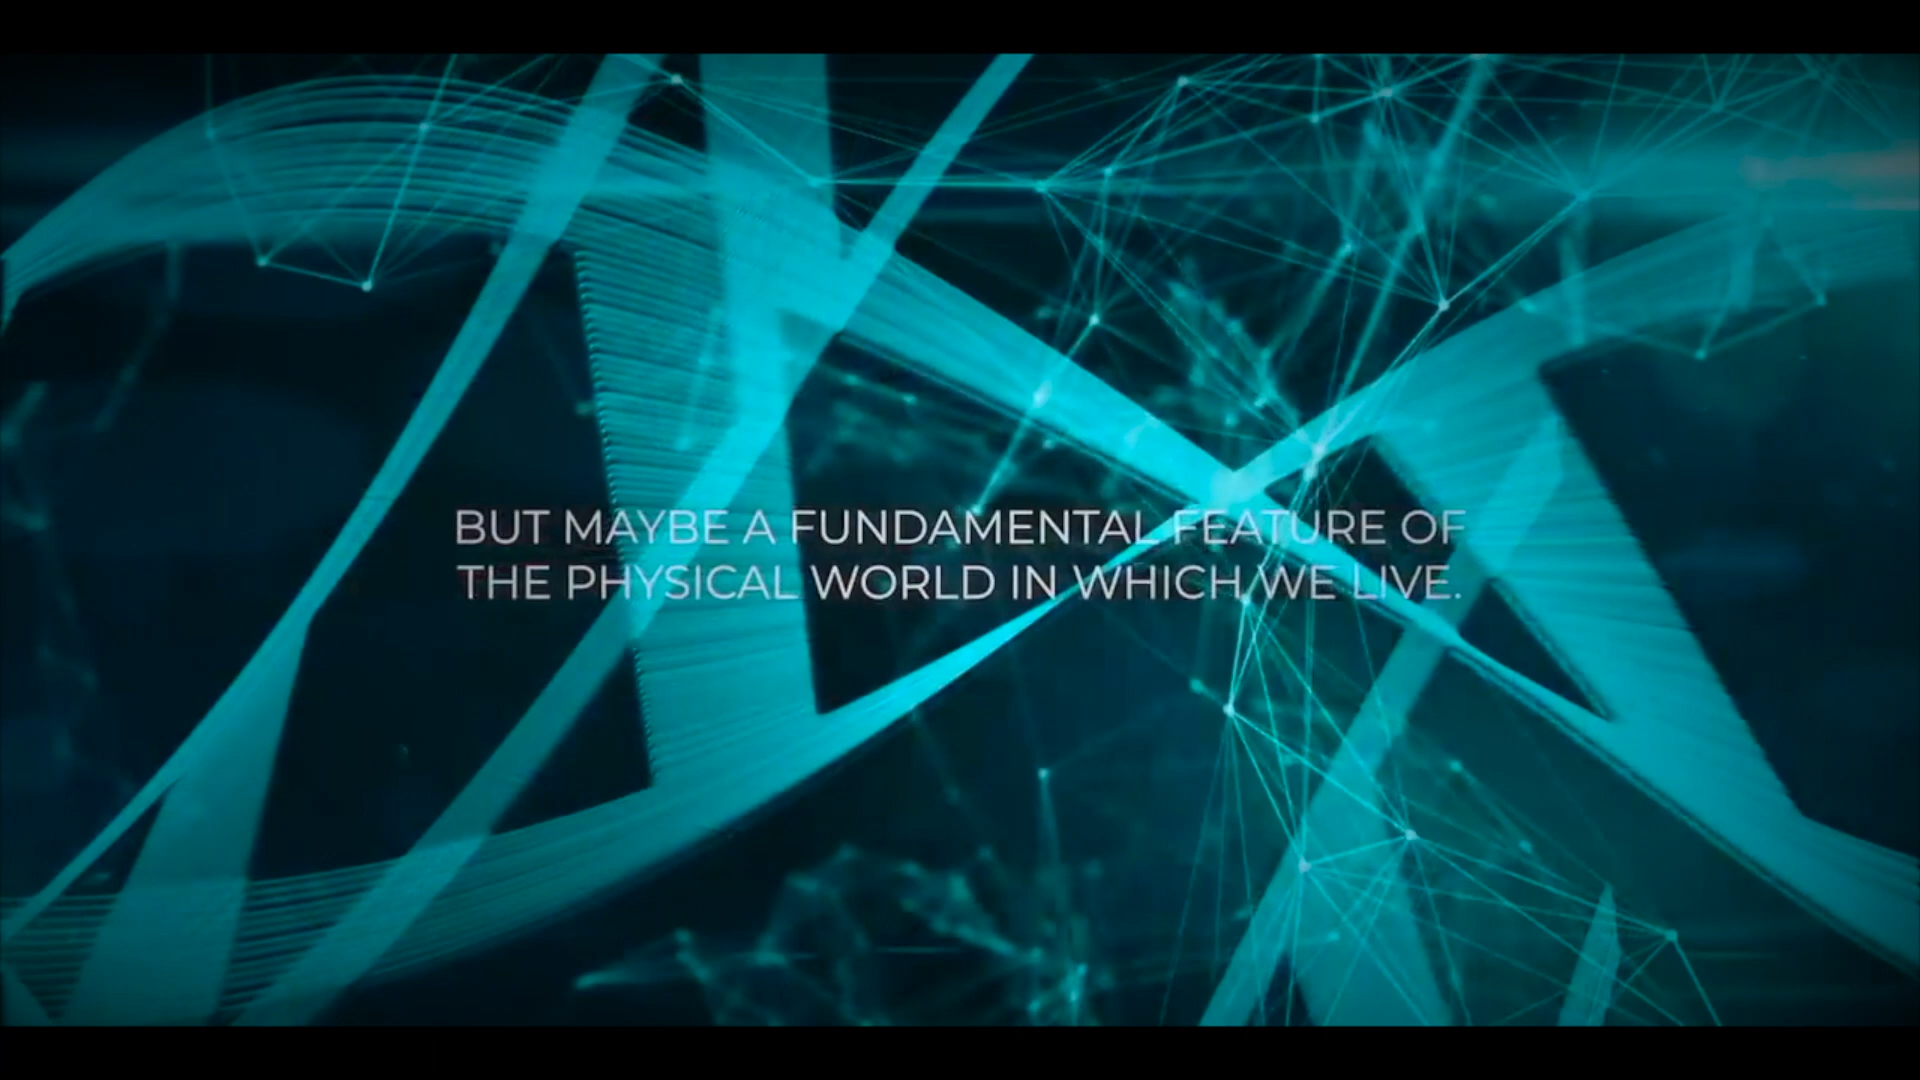 BUT MAYBE A FUNDAMENTAL FEATURE OF
THE PHYSICAL WORLD IN WHICH WE LIVE.